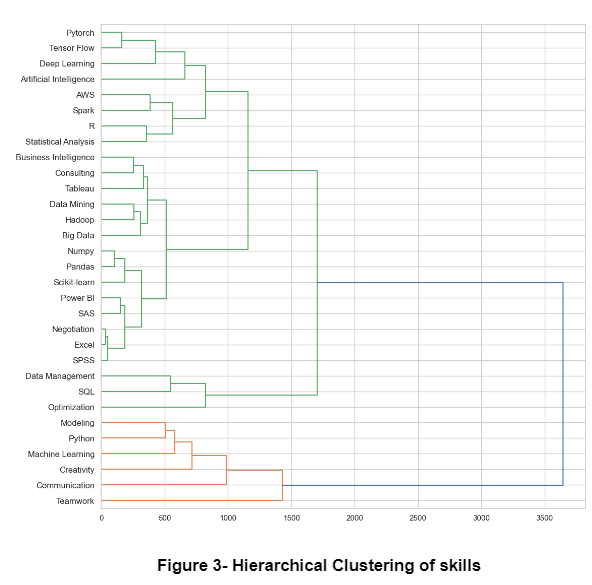 Pytorch
Tensor Flow
Deep Learning
Artificial Intelligence
AWS
Spark
R
Statistical Analysis
Business Intelligence
Consulting
Tableau
Data Mining
Hadoop
Big Data
Numpy
Pandas
Scikit-learn
Power BI
SAS
Negotiation
Excel
SPSS
Data Management
SQL
Optimization
Modeling
Python
Machine Learning
Creativity
Communication
Teamwork
0 500 1000 1500 2000 2500 3000 3500
Figure 3- Hierarchical Clustering of skills